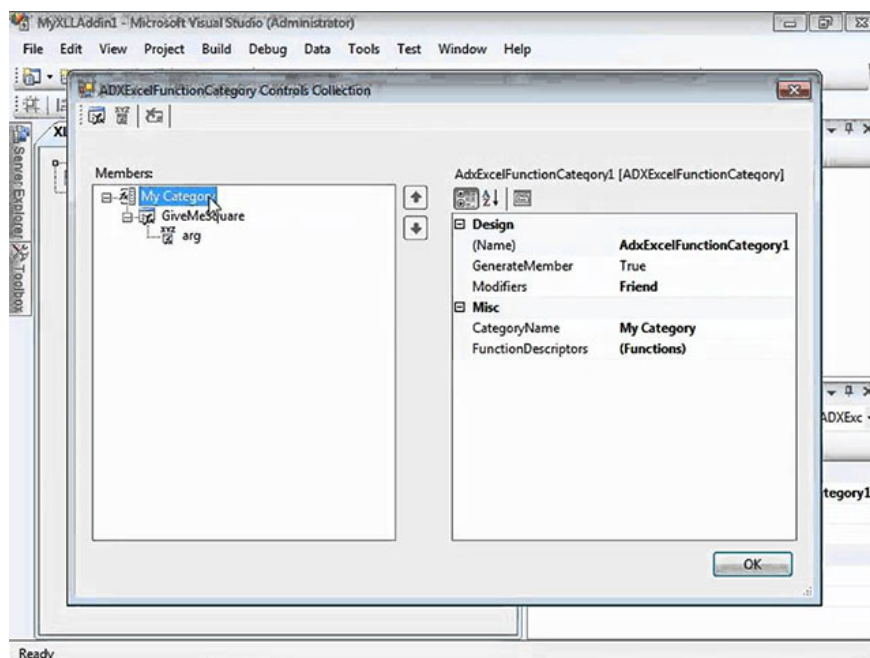 MyXLLAddin1 - Microsoft Visual Studio (Administrator)
File Edit View Project Build Debug Data Tools Test Window Help
ADXExcelFunctionCategory Controls Collection
Server Explorer
Toolbox
XL
Members:
My Category
GiveMeSquare
arg
AdxExcelFunctionCategory1 [ADXExcelFunctionCategory]
Design
(Name) AdxExcelFunctionCategory1
GenerateMember True
Modifiers Friend
Misc
CategoryName My Category
FunctionDescriptors (Functions)
ADXExc
tegory1
OK
Ready